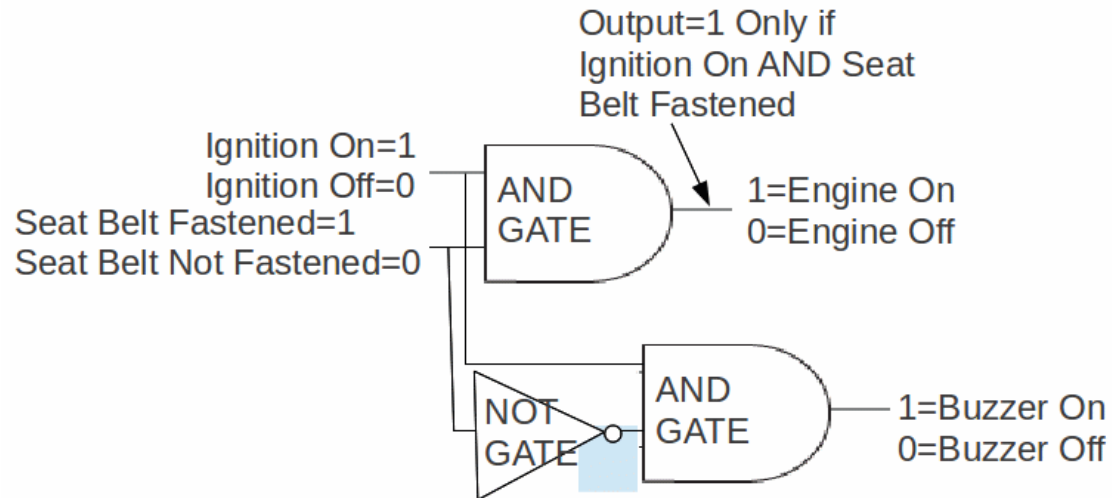 Output=1 Only if
Ignition On AND Seat
Belt Fastened
Ignition On=1
Ignition Off=0
Seat Belt Fastened=1
Seat Belt Not Fastened=0
AND
GATE
1=Engine On
0=Engine Off
NOT
GATE
AND
GATE
1=Buzzer On
0=Buzzer Off